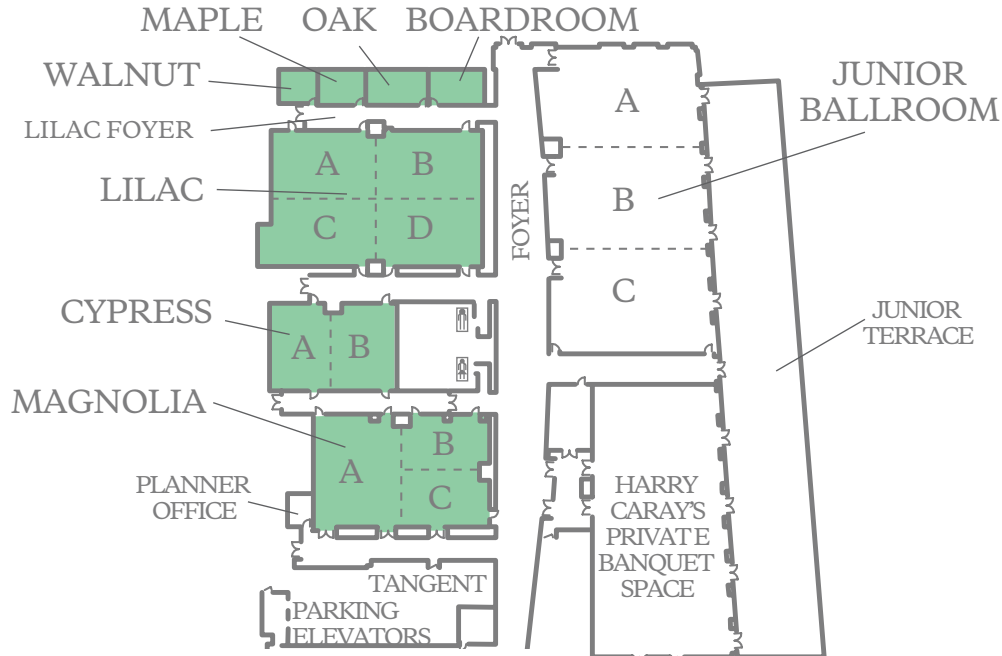 MAPLE OAK BOARDROOM
WALNUT
LILAC FOYER
LILAC
A
B
C
D
CYPRESS
A
B
MAGNOLIA
A
B
C
PLANNER
OFFICE
TANGENT
PARKING
ELEVATORS
FOYER
A
B
C
JUNIOR
BALLROOM
JUNIOR
TERRACE
HARRY
CARAY'S
PRIVATE
BANQUET
SPACE